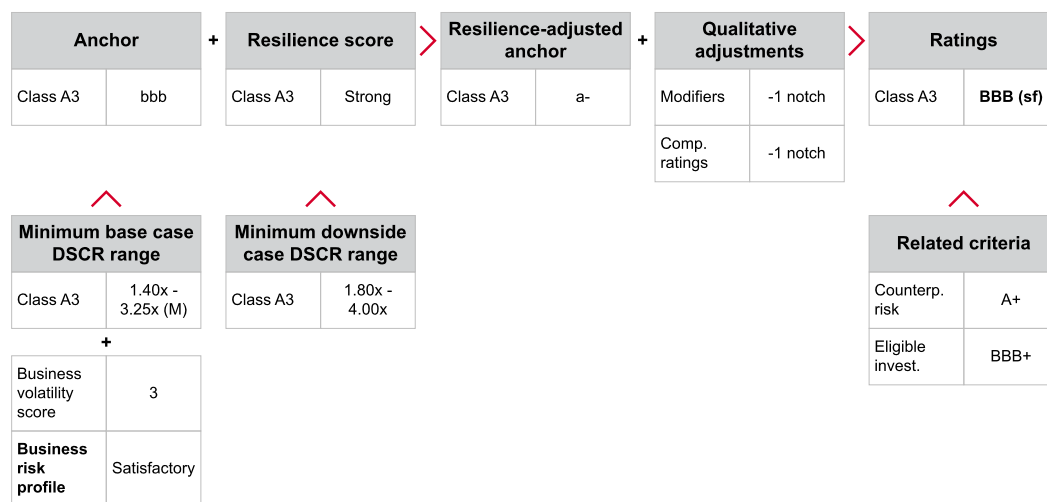 Anchor
+
Resilience score
Resilience-adjusted
anchor
+
Qualitative
adjustments
Ratings
Class A3
bbb
Class A3
Strong
Class A3
a-
Modifiers
-1 notch
Class A3
BBB (sf)
Comp.
ratings
-1 notch
Minimum base case
DSCR range
Minimum downside
case DSCR range
Related criteria
Class A3
1.40x -
3.25x (M)
Class A3
1.80x -
4.00x
Counterp.
risk
A+
Eligible
invest.
BBB+
+
Business
volatility
score
3
Business
risk
profile
Satisfactory